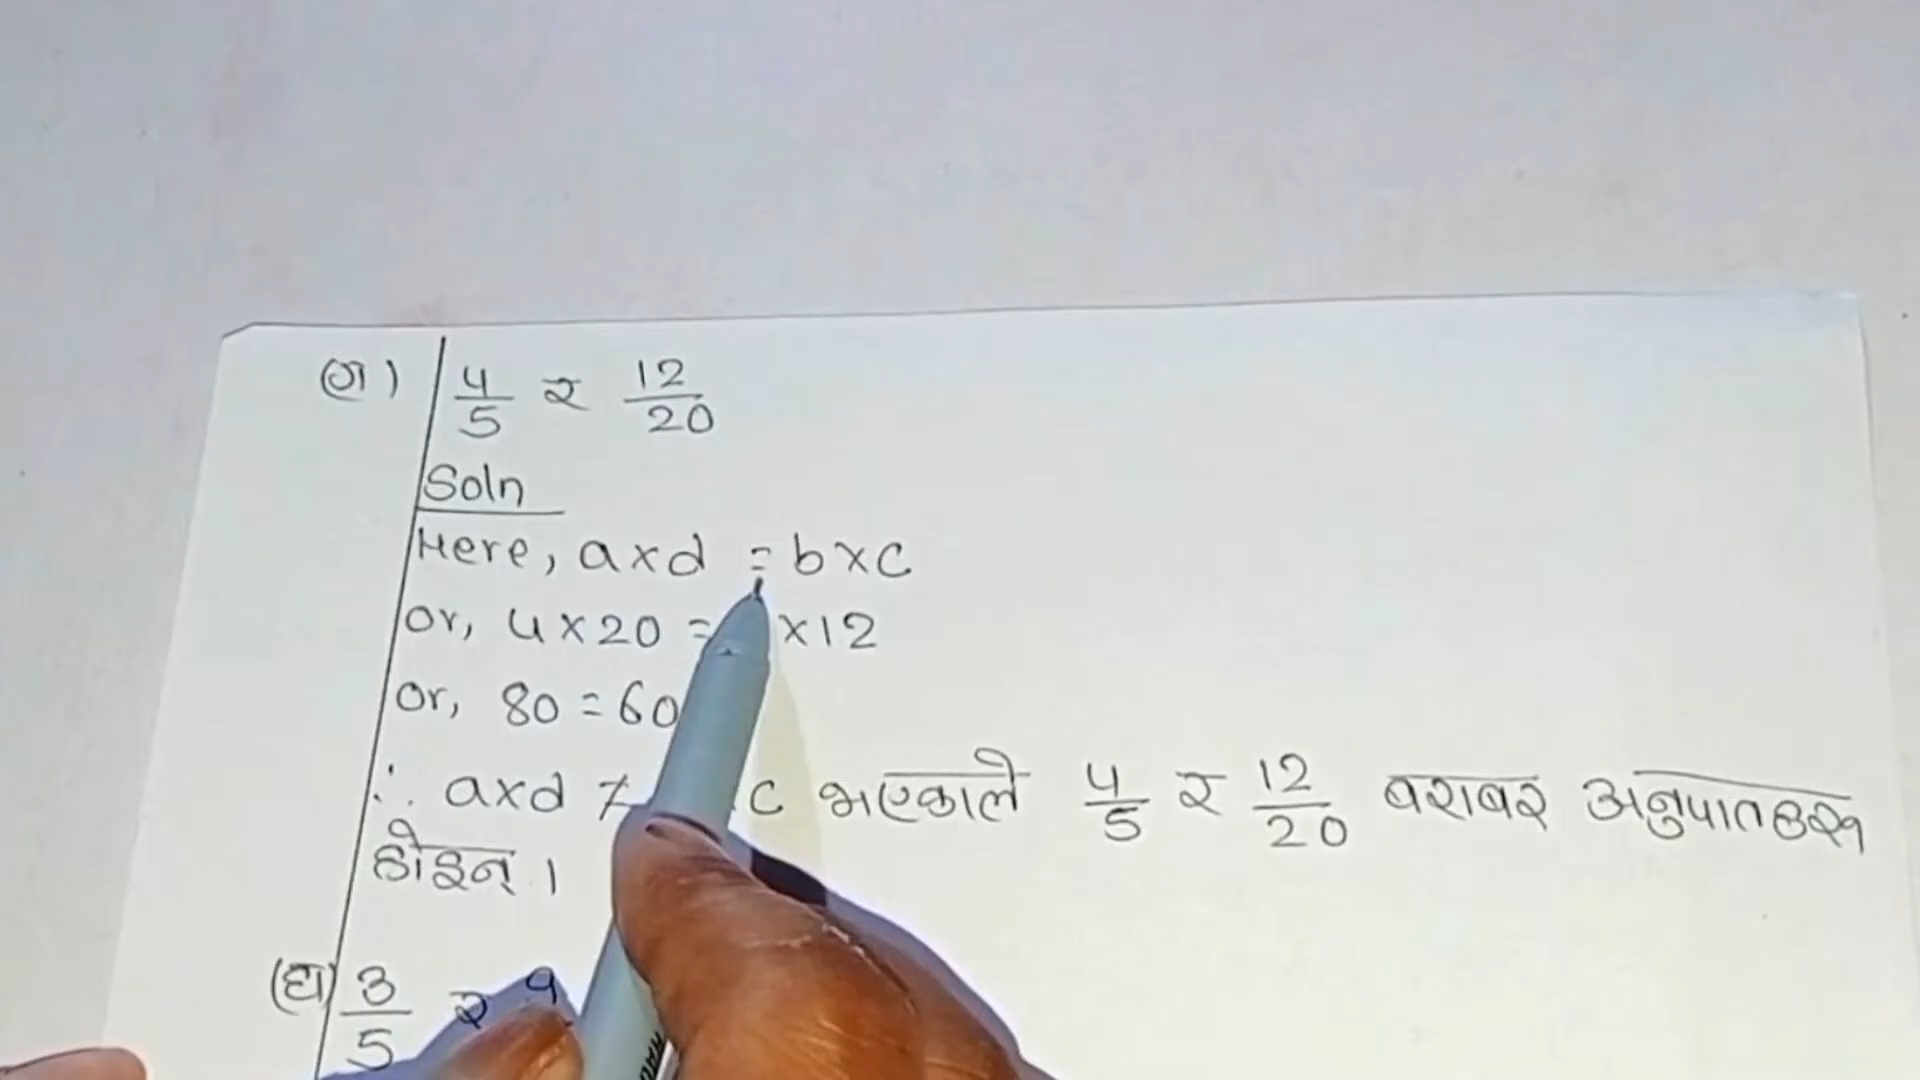 (ग) 4/5 र 12/20
Soln
Here, a×d = b×c
or, 4×20 = ×12
or, 80 = 60
∴ a×d ≠ c भएकाले 4/5 र 12/20 बराबर अनुपातहरू
होइनन् ।
(घ) 3/5 र 9